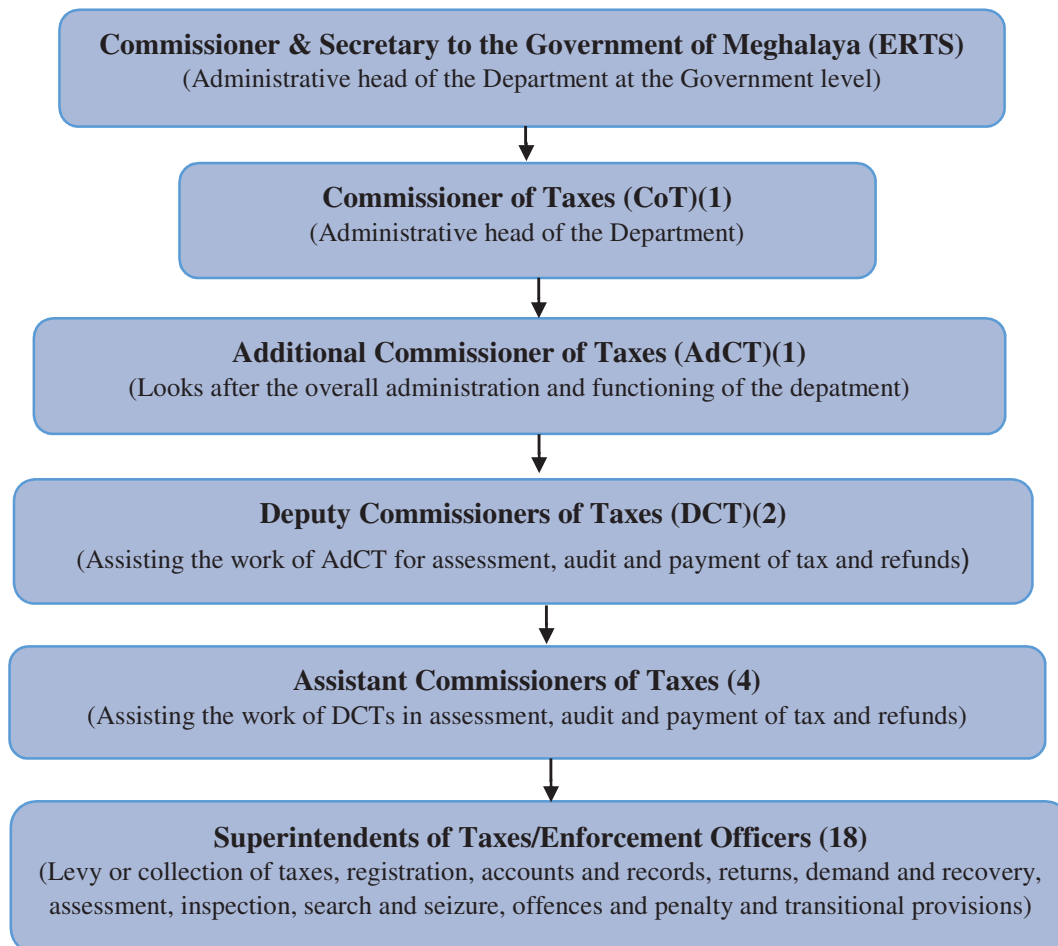 Commissioner & Secretary to the Government of Meghalaya (ERTS)
(Administrative head of the Department at the Government level)
Commissioner of Taxes (CoT)(1)
(Administrative head of the Department)
Additional Commissioner of Taxes (AdCT)(1)
(Looks after the overall administration and functioning of the depatment)
Deputy Commissioners of Taxes (DCT)(2)
(Assisting the work of AdCT for assessment, audit and payment of tax and refunds)
Assistant Commissioners of Taxes (4)
(Assisting the work of DCTs in assessment, audit and payment of tax and refunds)
Superintendents of Taxes/Enforcement Officers (18)
(Levy or collection of taxes, registration, accounts and records, returns, demand and recovery,
assessment, inspection, search and seizure, offences and penalty and transitional provisions)